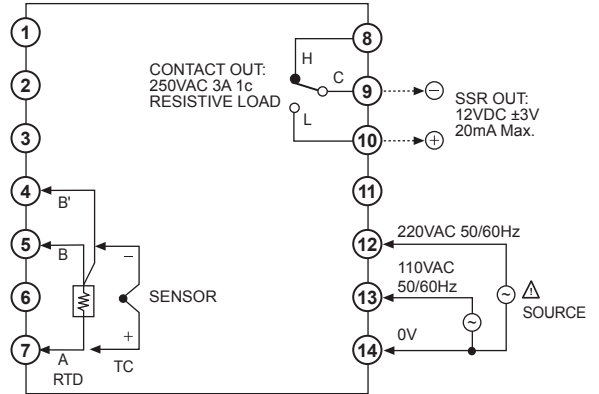 1
2
3
4
5
6
7
8
9
10
11
12
13
14
CONTACT OUT:
250VAC 3A 1c
RESISTIVE LOAD
H
C
L
SSR OUT:
12VDC ±3V
20mA Max.
−
+
B'
B
A
RTD
−
+
TC
SENSOR
220VAC 50/60Hz
110VAC
50/60Hz
0V
~
~
!
SOURCE